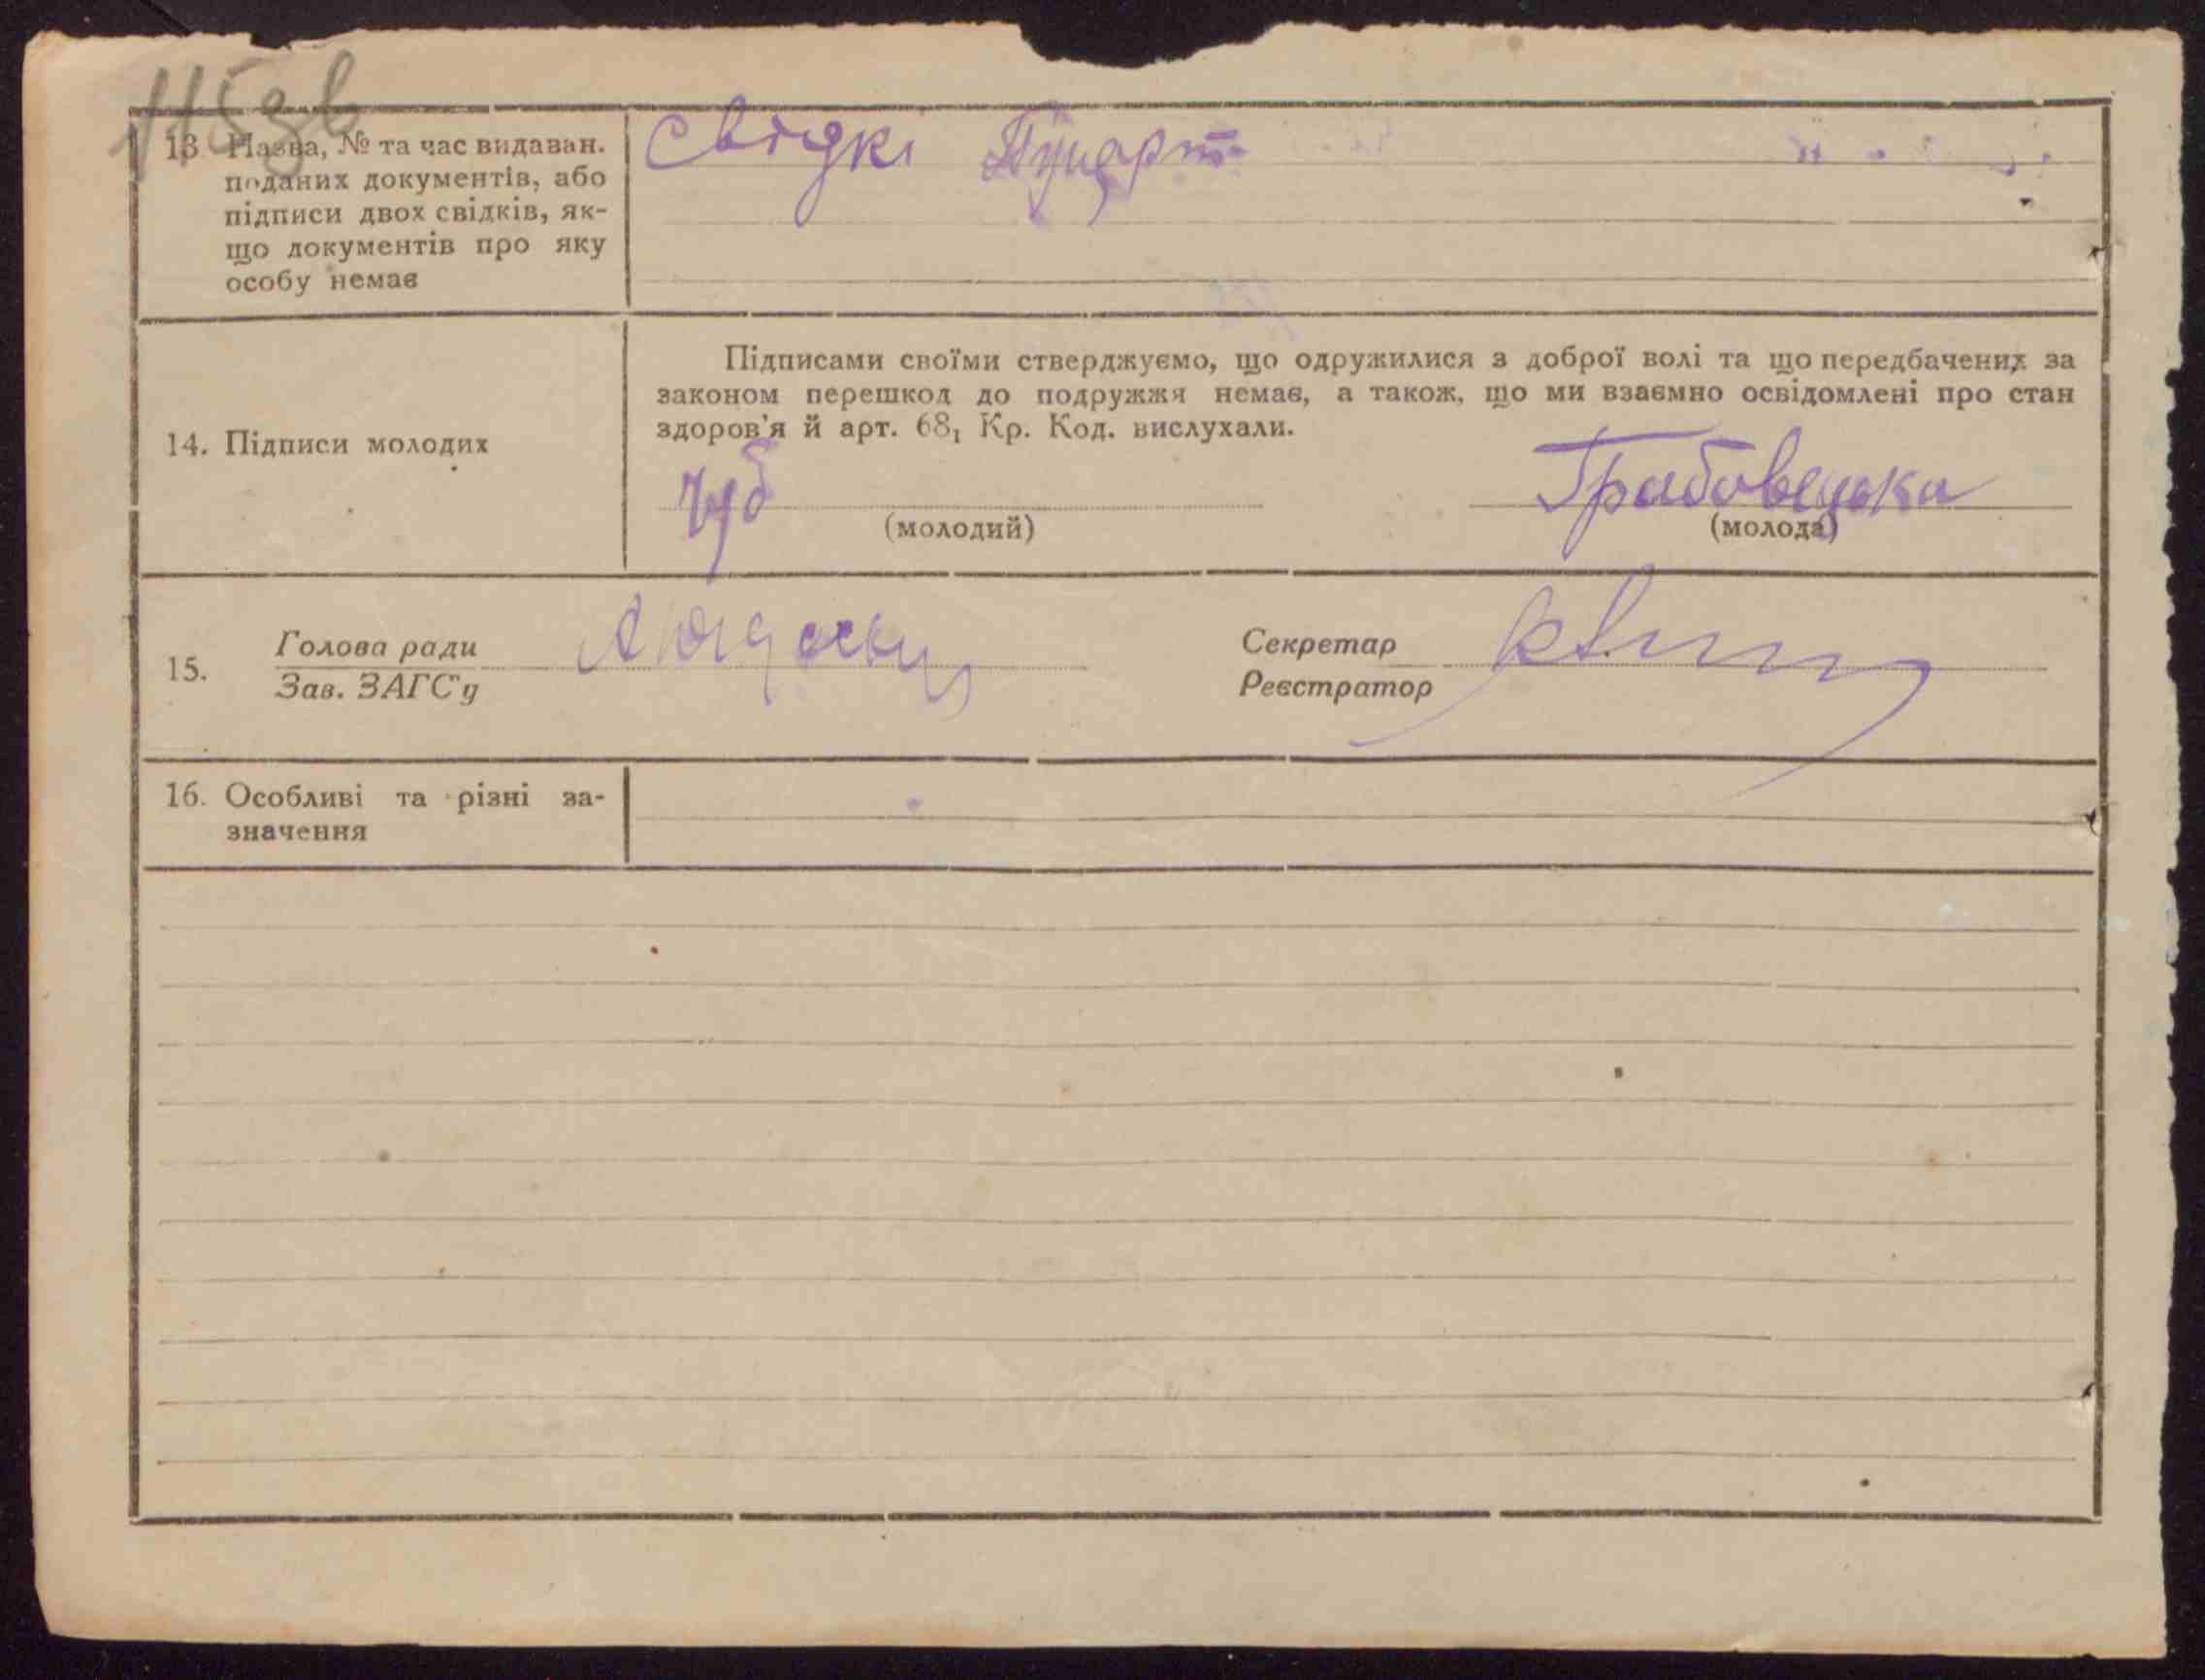 115зв
13 Назва, № та час видаван.
поданих документів, або
підписи двох свідків, як-
що документів про яку
особу немає
Свідкі
Підписами своїми стверджуємо, що одружилися з доброї волі та що передбачених за
законом перешкод до подружжя немає, а також, що ми взаємно освідомлені про стан
здоров'я й арт. 68₁ Кр. Код. вислухали.
14. Підписи молодих
Чуб
Грабовецька
(молодий) (молода)
15. Голова ради
Зав. ЗАГС'у
Секретар
Реєстратор
16. Особливі та різні за-
значення